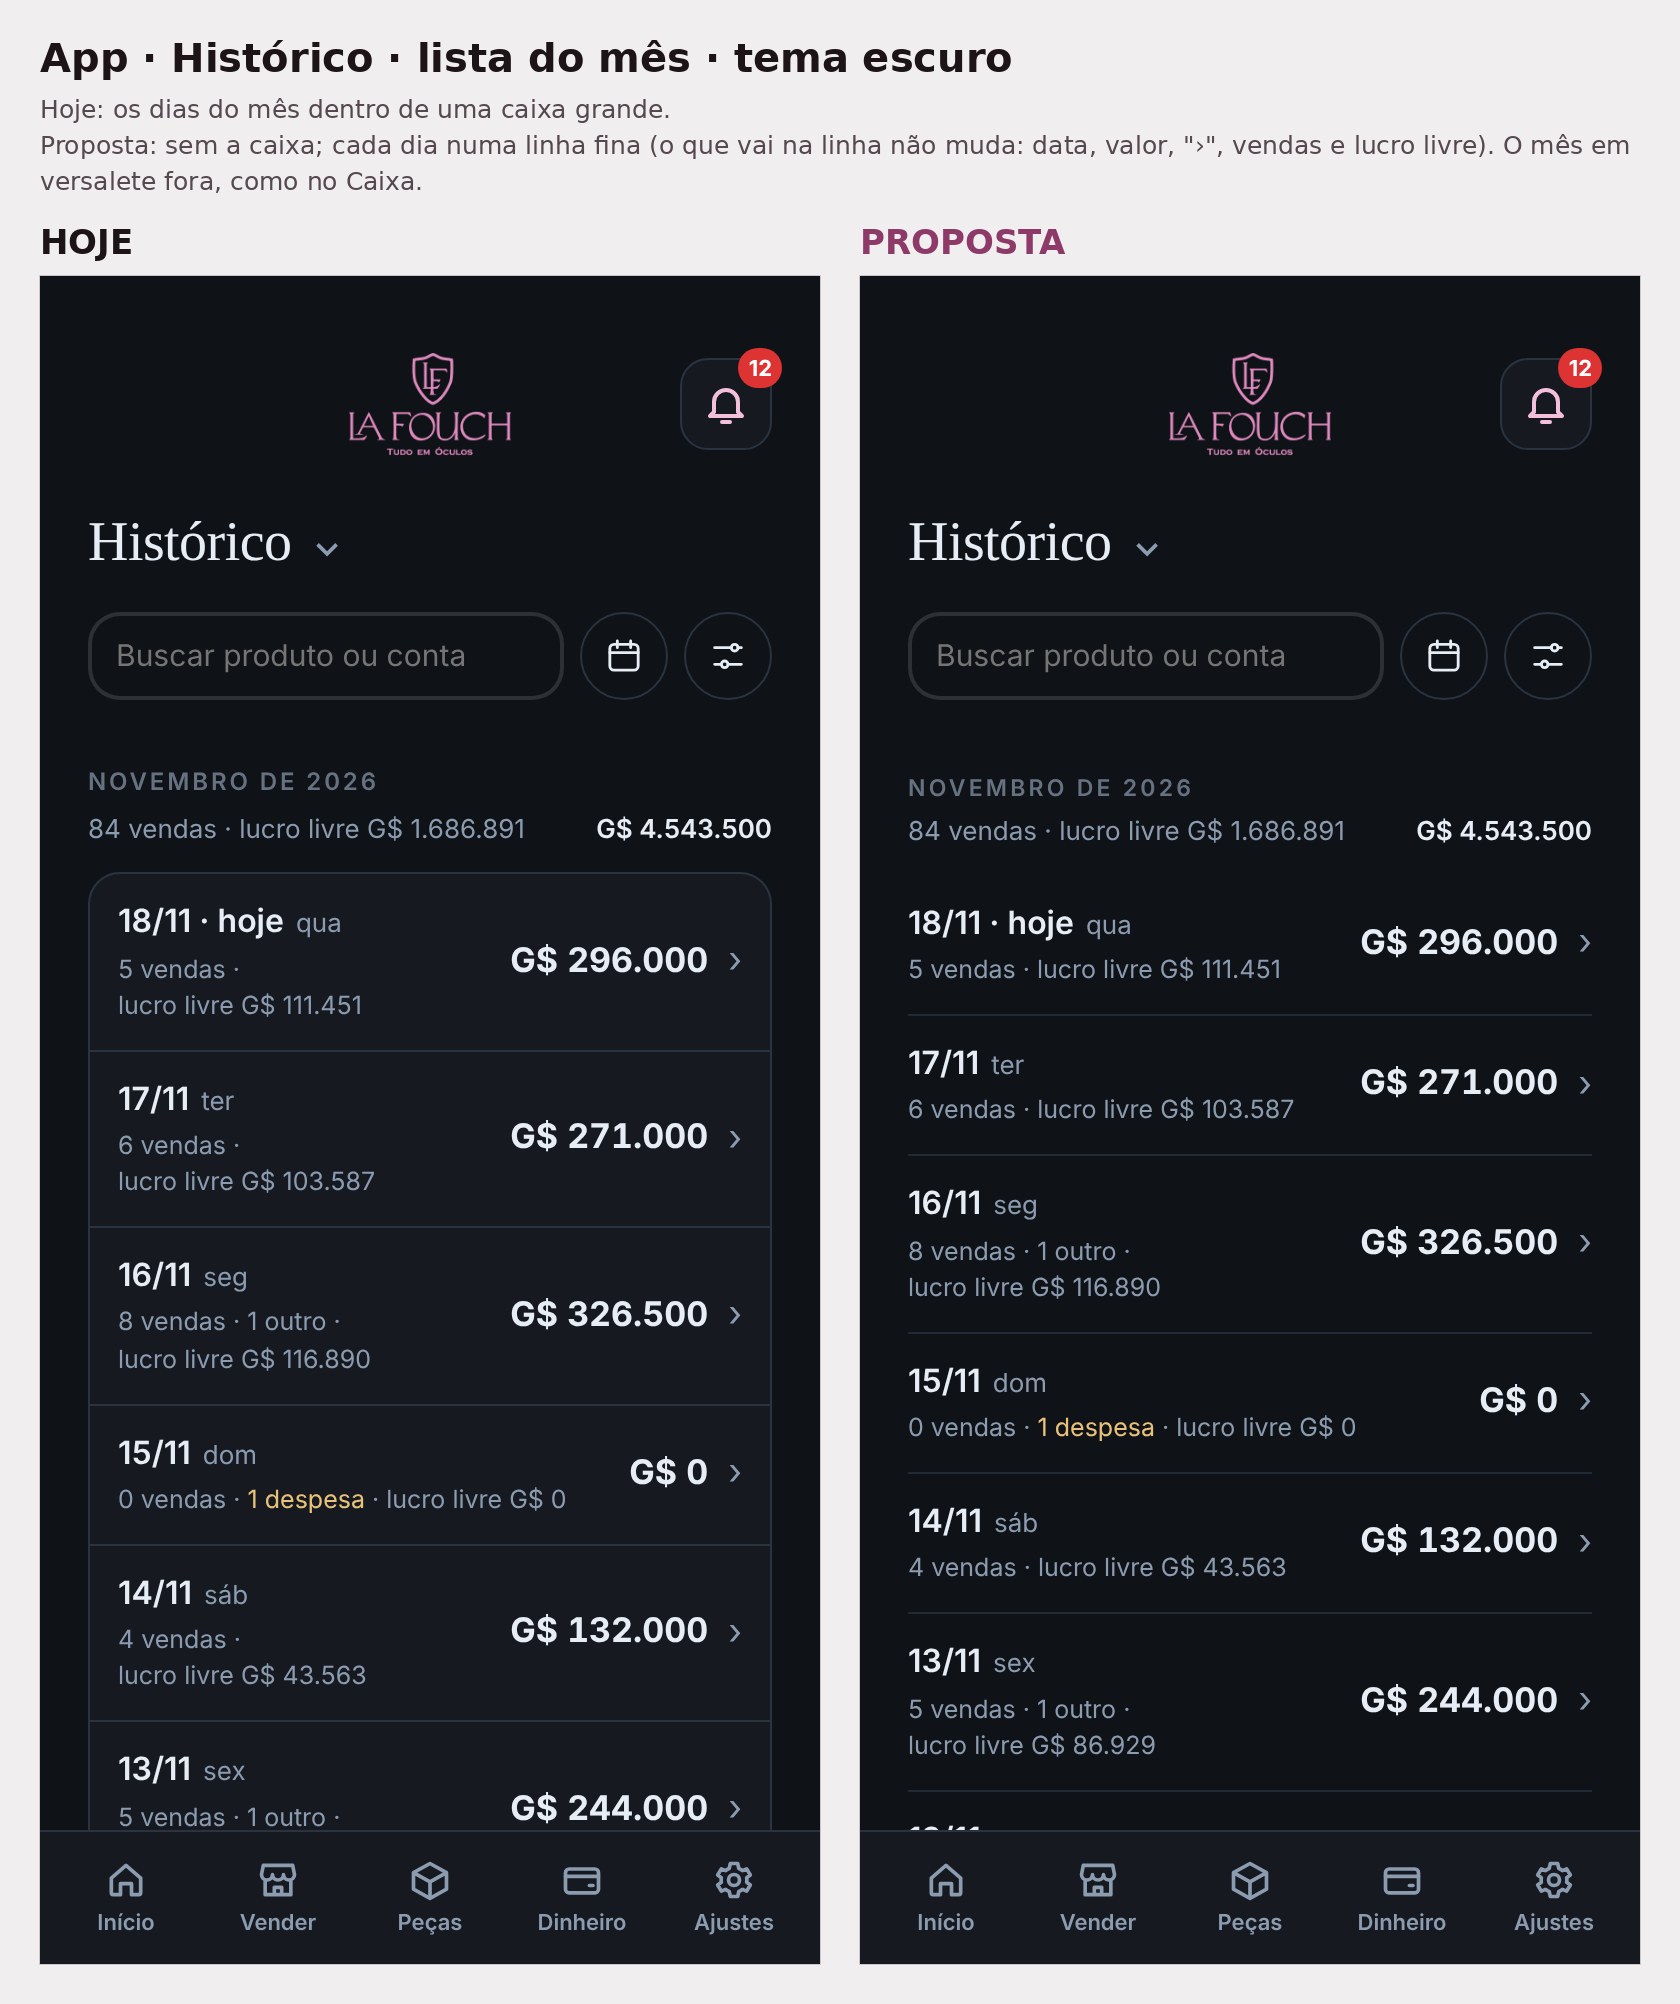 App · Histórico · lista do mês · tema escuro
Hoje: os dias do mês dentro de uma caixa grande.
Proposta: sem a caixa; cada dia numa linha fina (o que vai na linha não muda: data, valor, "›", vendas e lucro livre). O mês em
versalete fora, como no Caixa.
HOJE
LF
LA FOUCH
TUDO EM ÓCULOS
12
Histórico
Buscar produto ou conta
NOVEMBRO DE 2026
84 vendas · lucro livre G$ 1.686.891 G$ 4.543.500
18/11 · hoje qua
G$ 296.000 ›
5 vendas ·
lucro livre G$ 111.451
17/11 ter
G$ 271.000 ›
6 vendas ·
lucro livre G$ 103.587
16/11 seg
G$ 326.500 ›
8 vendas · 1 outro ·
lucro livre G$ 116.890
15/11 dom
G$ 0 ›
0 vendas · 1 despesa · lucro livre G$ 0
14/11 sáb
G$ 132.000 ›
4 vendas ·
lucro livre G$ 43.563
13/11 sex
G$ 244.000 ›
5 vendas · 1 outro ·
Início Vender Peças Dinheiro Ajustes
PROPOSTA
LF
LA FOUCH
TUDO EM ÓCULOS
12
Histórico
Buscar produto ou conta
NOVEMBRO DE 2026
84 vendas · lucro livre G$ 1.686.891 G$ 4.543.500
18/11 · hoje qua
G$ 296.000 ›
5 vendas · lucro livre G$ 111.451
17/11 ter
G$ 271.000 ›
6 vendas · lucro livre G$ 103.587
16/11 seg
G$ 326.500 ›
8 vendas · 1 outro ·
lucro livre G$ 116.890
15/11 dom
G$ 0 ›
0 vendas · 1 despesa · lucro livre G$ 0
14/11 sáb
G$ 132.000 ›
4 vendas · lucro livre G$ 43.563
13/11 sex
G$ 244.000 ›
5 vendas · 1 outro ·
lucro livre G$ 86.929
Início Vender Peças Dinheiro Ajustes